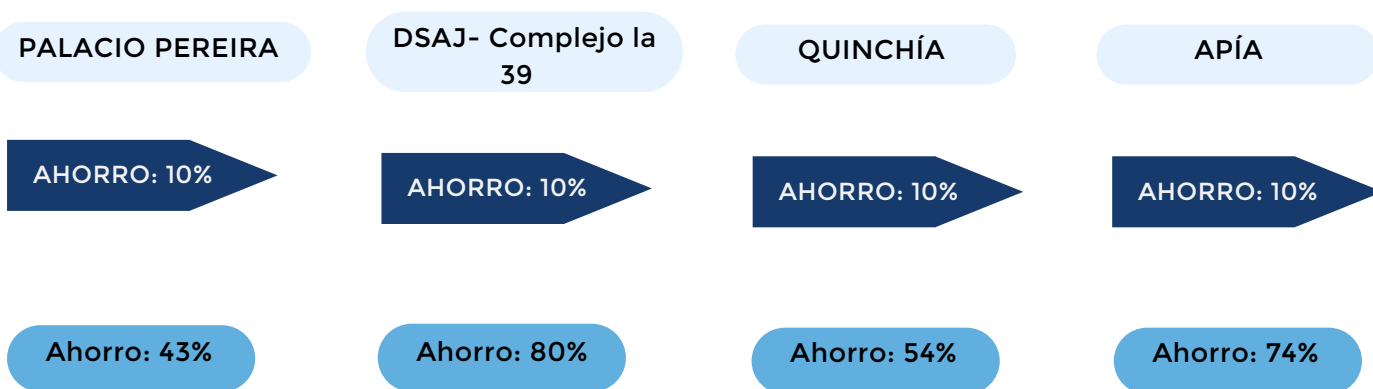 PALACIO PEREIRA
DSAJ- Complejo la
39
QUINCHÍA
APÍA
AHORRO: 10%
AHORRO: 10%
AHORRO: 10%
AHORRO: 10%
Ahorro: 43%
Ahorro: 80%
Ahorro: 54%
Ahorro: 74%